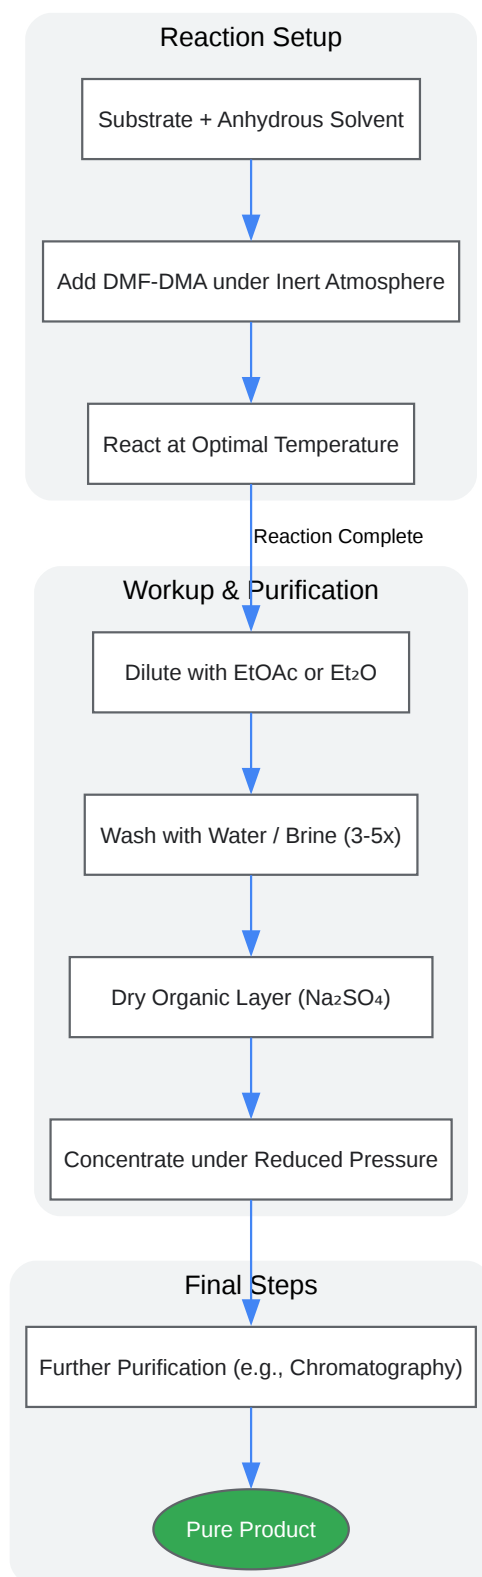 Reaction Setup
Substrate + Anhydrous Solvent
Add DMF-DMA under Inert Atmosphere
React at Optimal Temperature
Reaction Complete
Workup & Purification
Dilute with EtOAc or Et₂O
Wash with Water / Brine (3-5x)
Dry Organic Layer (Na₂SO₄)
Concentrate under Reduced Pressure
Final Steps
Further Purification (e.g., Chromatography)
Pure Product